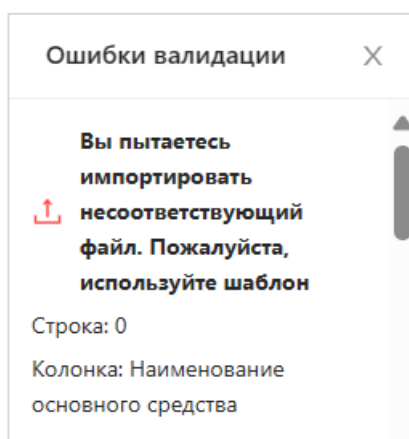 Ошибки валидации
Вы пытаетесь
импортировать
несоответствующий
файл. Пожалуйста,
используйте шаблон
Строка: 0
Колонка: Наименование
основного средства